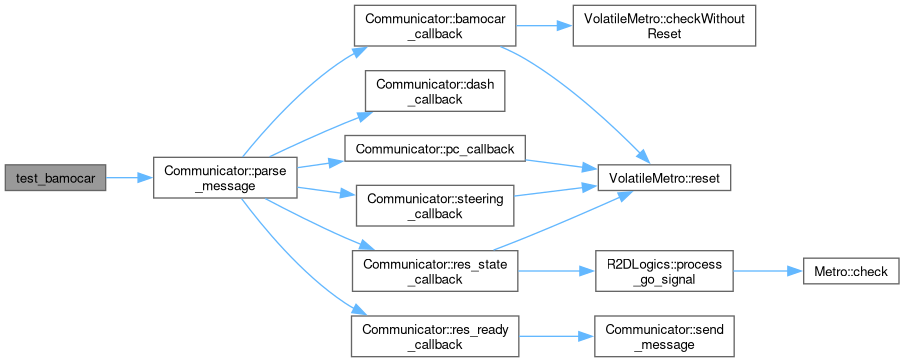 test_bamocar
Communicator::parse
_message
Communicator::bamocar
_callback
Communicator::dash
_callback
Communicator::pc_callback
Communicator::steering
_callback
Communicator::res_state
_callback
Communicator::res_ready
_callback
VolatileMetro::checkWithout
Reset
VolatileMetro::reset
R2DLogics::process
_go_signal
Communicator::send
_message
Metro::check